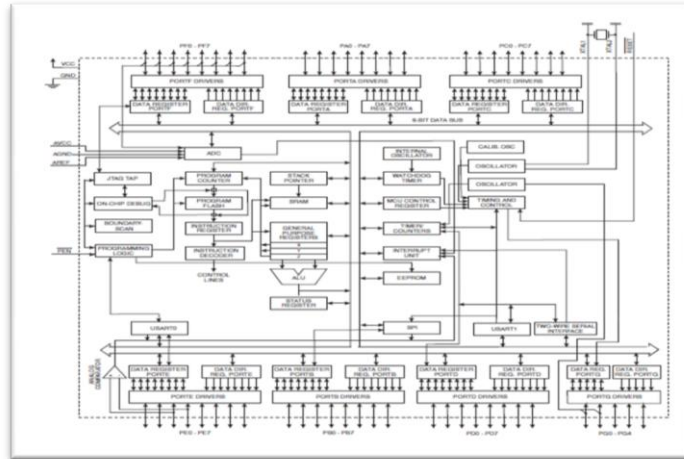 PF0 - PF7
PA0 - PA7
PC0 - PC7
XTAL1
XTAL2
RESET
VCC
GND
PORTF DRIVERS
PORTA DRIVERS
PORTC DRIVERS
DATA REGISTER
PORTF
DATA DIR.
REG. PORTF
DATA REGISTER
PORTA
DATA DIR.
REG. PORTA
DATA REGISTER
PORTC
DATA DIR.
REG. PORTC
8-BIT DATA BUS
AVCC
AREF
ADC
JTAG TAP
ON-CHIP DEBUG
BOUNDARY-
SCAN
PROGRAMMING
LOGIC
PEN
PROGRAM
COUNTER
PROGRAM
FLASH
INSTRUCTION
REGISTER
INSTRUCTION
DECODER
CONTROL
LINES
STACK
POINTER
SRAM
GENERAL
PURPOSE
REGISTERS
X
Y
Z
ALU
STATUS
REGISTER
INTERNAL
OSCILLATOR
WATCHDOG
TIMER
MCU CONTROL
REGISTER
TIMER/
COUNTERS
INTERRUPT
UNIT
EEPROM
CALIB. OSC
OSCILLATOR
OSCILLATOR
TIMING AND
CONTROL
USART0
SPI
USART1
TWO-WIRE SERIAL
INTERFACE
ANALOG
COMPARATOR
DATA REGISTER
PORTE
DATA DIR.
REG. PORTE
DATA REGISTER
PORTB
DATA DIR.
REG. PORTB
DATA REGISTER
PORTD
DATA DIR.
REG. PORTD
DATA REG.
PORTG
DATA DIR.
REG. PORTG
PORTE DRIVERS
PORTB DRIVERS
PORTD DRIVERS
PORTG DRIVERS
PE0 - PE7
PB0 - PB7
PD0 - PD7
PG0 - PG4